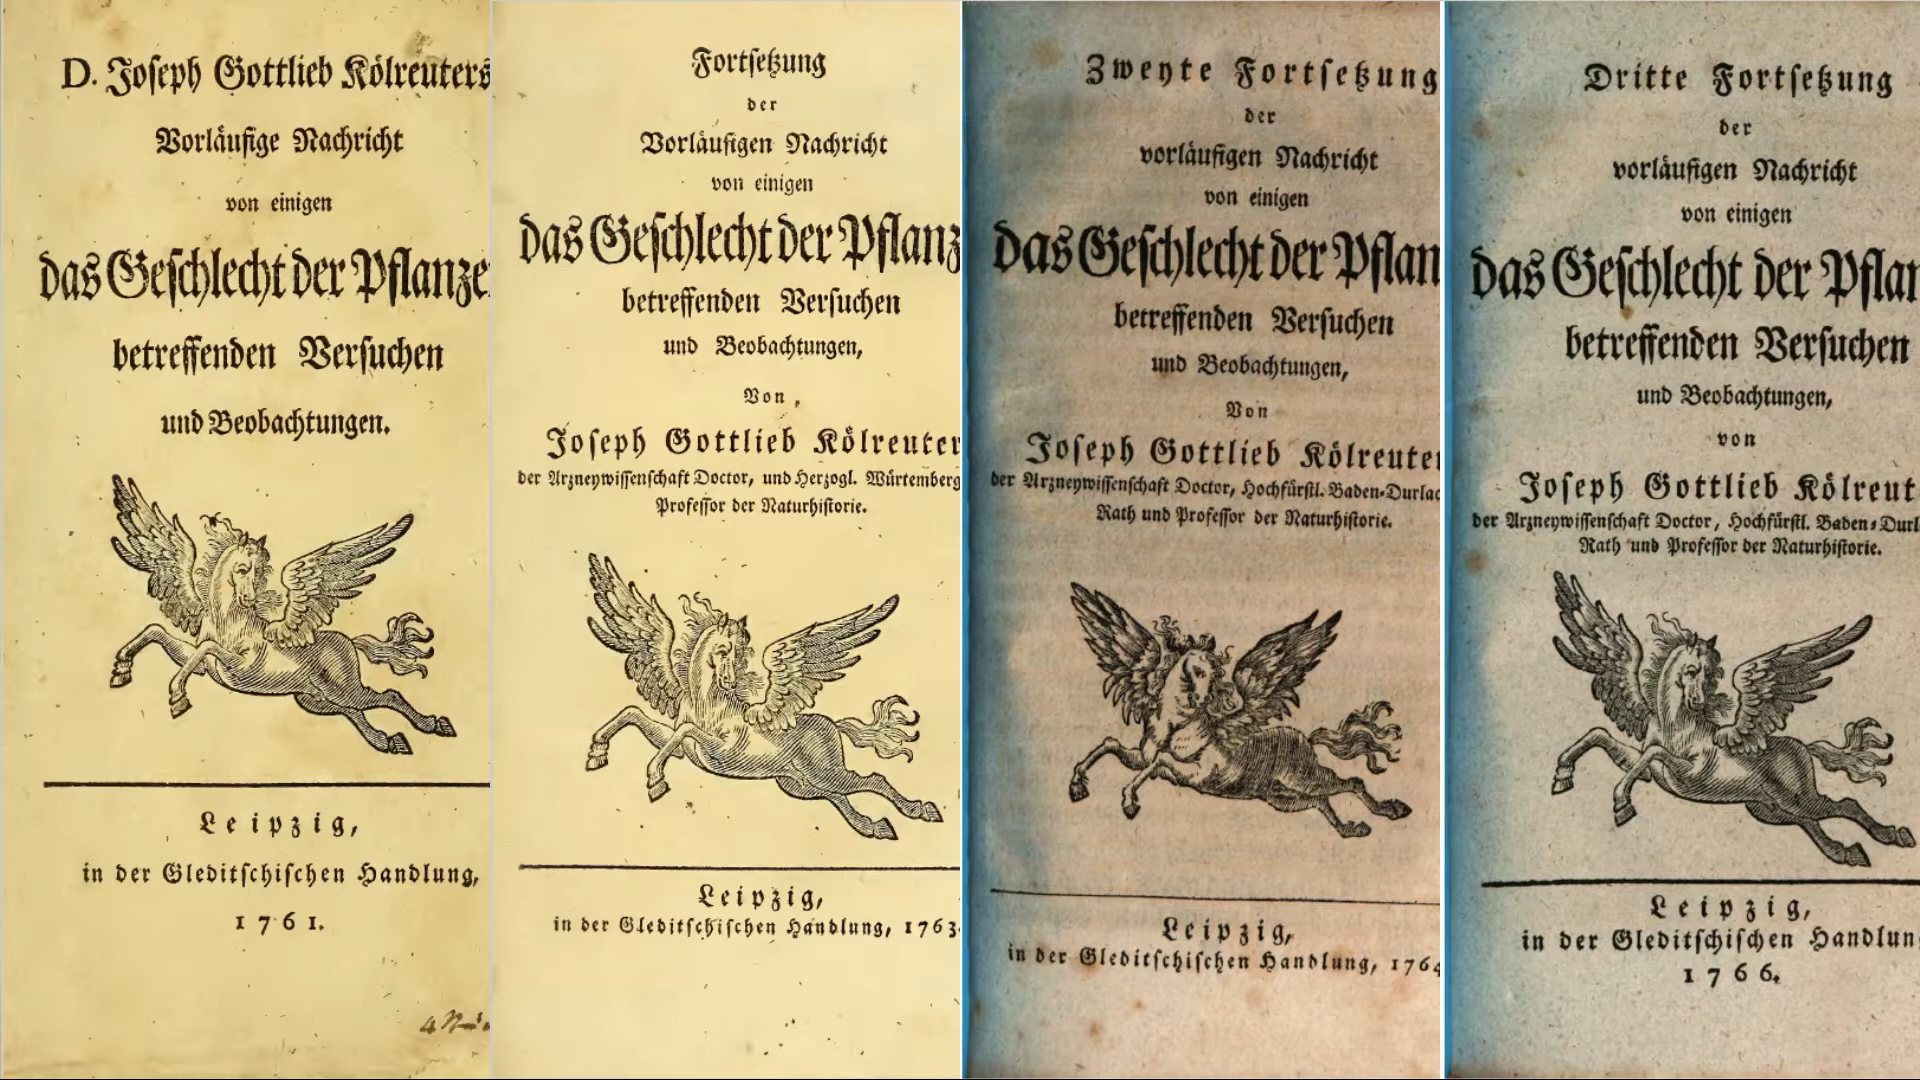 D. Joseph Gottlieb Kölreuters
Vorläufige Nachricht
von einigen
das Geschlecht der Pflanze
betreffenden Versuchen
und Beobachtungen.
Leipzig,
in der Gleditschischen Handlung,
1761.
Fortsetzung
der
Vorläufigen Nachricht
von einigen
das Geschlecht der Pflanz
betreffenden Versuchen
und Beobachtungen,
Von
Joseph Gottlieb Kölreuter
der Arzneywissenschaft Doctor, und Herzogl. Würtemberg
Professor der Naturhistorie.
Leipzig,
in der Gleditschischen Handlung, 1763.
Zweyte Fortsetzung
der
vorläufigen Nachricht
von einigen
das Geschlecht der Pflan
betreffenden Versuchen
und Beobachtungen,
Von
Joseph Gottlieb Kölreuter
der Arzneywissenschaft Doctor, Hochfürstl. Baden-Durlac
Rath und Professor der Naturhistorie.
Leipzig,
in der Gleditschischen Handlung, 1764
Dritte Fortsetzung
der
vorläufigen Nachricht
von einigen
das Geschlecht der Pflan
betreffenden Versuchen
und Beobachtungen,
von
Joseph Gottlieb Kölreut
der Arzneywissenschaft Doctor, Hochfürstl. Baden-Durl
Rath und Professor der Naturhistorie.
Leipzig,
in der Gleditschischen Handlun
1766.